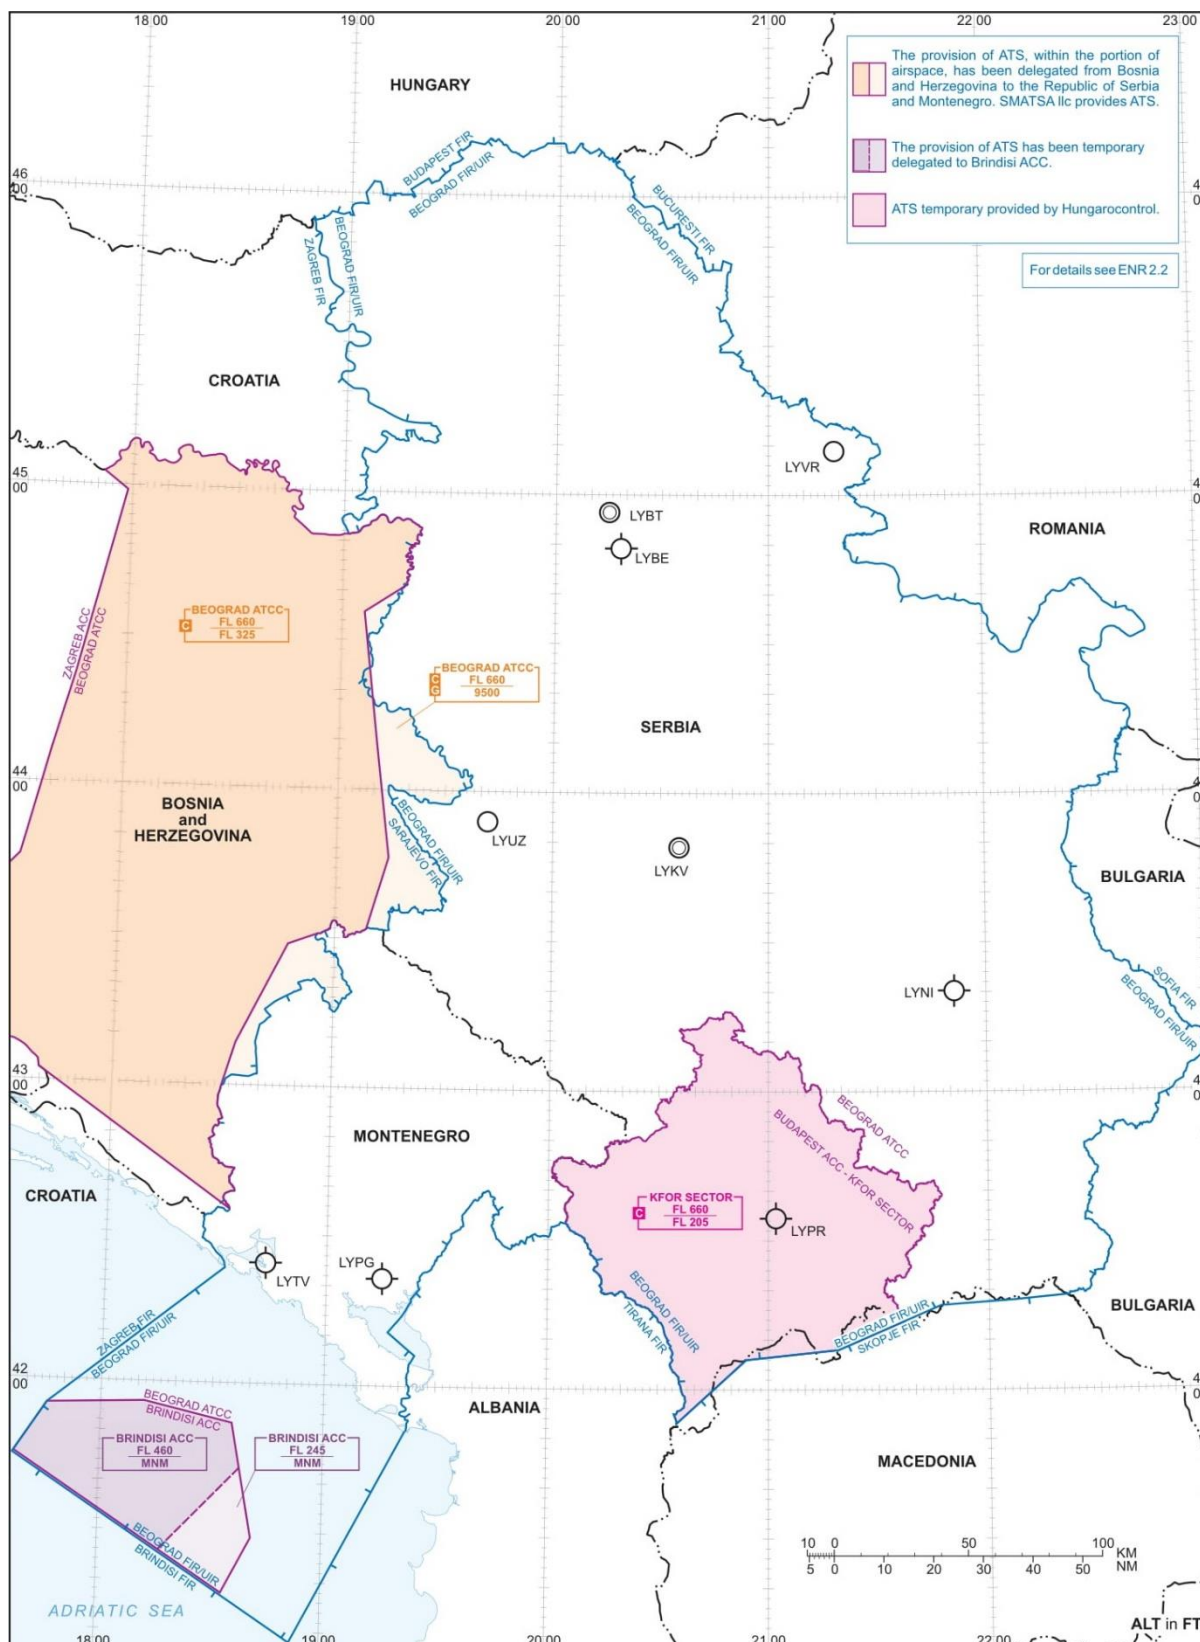 18 00
19 00
20 00
21 00
22 00
23 00
HUNGARY
The provision of ATS, within the portion of
airspace, has been delegated from Bosnia
and Herzegovina to the Republic of Serbia
and Montenegro. SMATSA llc provides ATS.
The provision of ATS has been temporary
delegated to Brindisi ACC.
ATS temporary provided by Hungarocontrol.
For details see ENR 2.2
BUDAPEST FIR
BEOGRAD FIR/UIR
BUCURESTI FIR
BEOGRAD FIR/UIR
46
00
4
0
BEOGRAD FIR/UIR
ZAGREB FIR
CROATIA
LYVR
45
00
4
0
LYBT
LYBE
ROMANIA
BEOGRAD ATCC
C
FL 660
FL 325
ZAGREB ACC
BEOGRAD ATCC
BEOGRAD ATCC
C
G
FL 660
9500
SERBIA
44
00
4
0
BOSNIA
and
HERZEGOVINA
BEOGRAD FIR/UIR
SARAJEVO FIR
LYUZ
LYKV
BULGARIA
LYNI
SOFIA FIR
BEOGRAD FIR/UIR
43
00
4
0
MONTENEGRO
BEOGRAD ATCC
BUDAPEST ACC - KFOR SECTOR
CROATIA
KFOR SECTOR
C
FL 660
FL 205
LYPR
LYTV
LYPG
BEOGRAD FIR/UIR
TIRANA FIR
BULGARIA
ZAGREB FIR
BEOGRAD FIR/UIR
BEOGRAD FIR/UIR
SKOPJE FIR
42
00
4
0
BEOGRAD ATCC
BRINDISI ACC
ALBANIA
BRINDISI ACC
FL 460
MNM
BRINDISI ACC
FL 245
MNM
MACEDONIA
BEOGRAD FIR/UIR
BRINDISI FIR
10 0 50 100 KM
5 0 10 20 30 40 50 NM
ADRIATIC SEA
ALT in FT
18 00
19 00
20 00
21 00
22 00